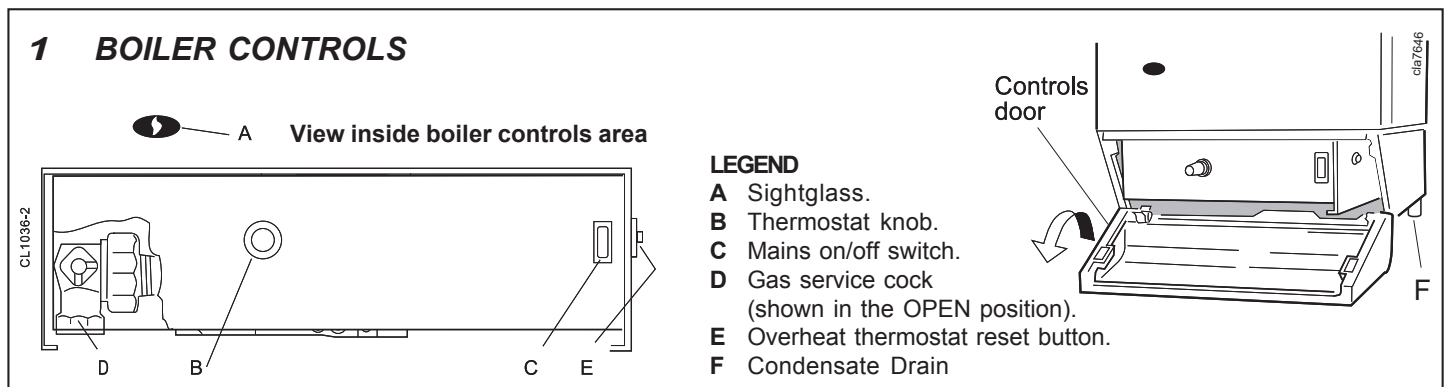 1 BOILER CONTROLS
A
View inside boiler controls area
CL1036-2
D B C E
LEGEND
A Sightglass.
B Thermostat knob.
C Mains on/off switch.
D Gas service cock
(shown in the OPEN position).
E Overheat thermostat reset button.
F Condensate Drain
Controls
door
cla7646
F